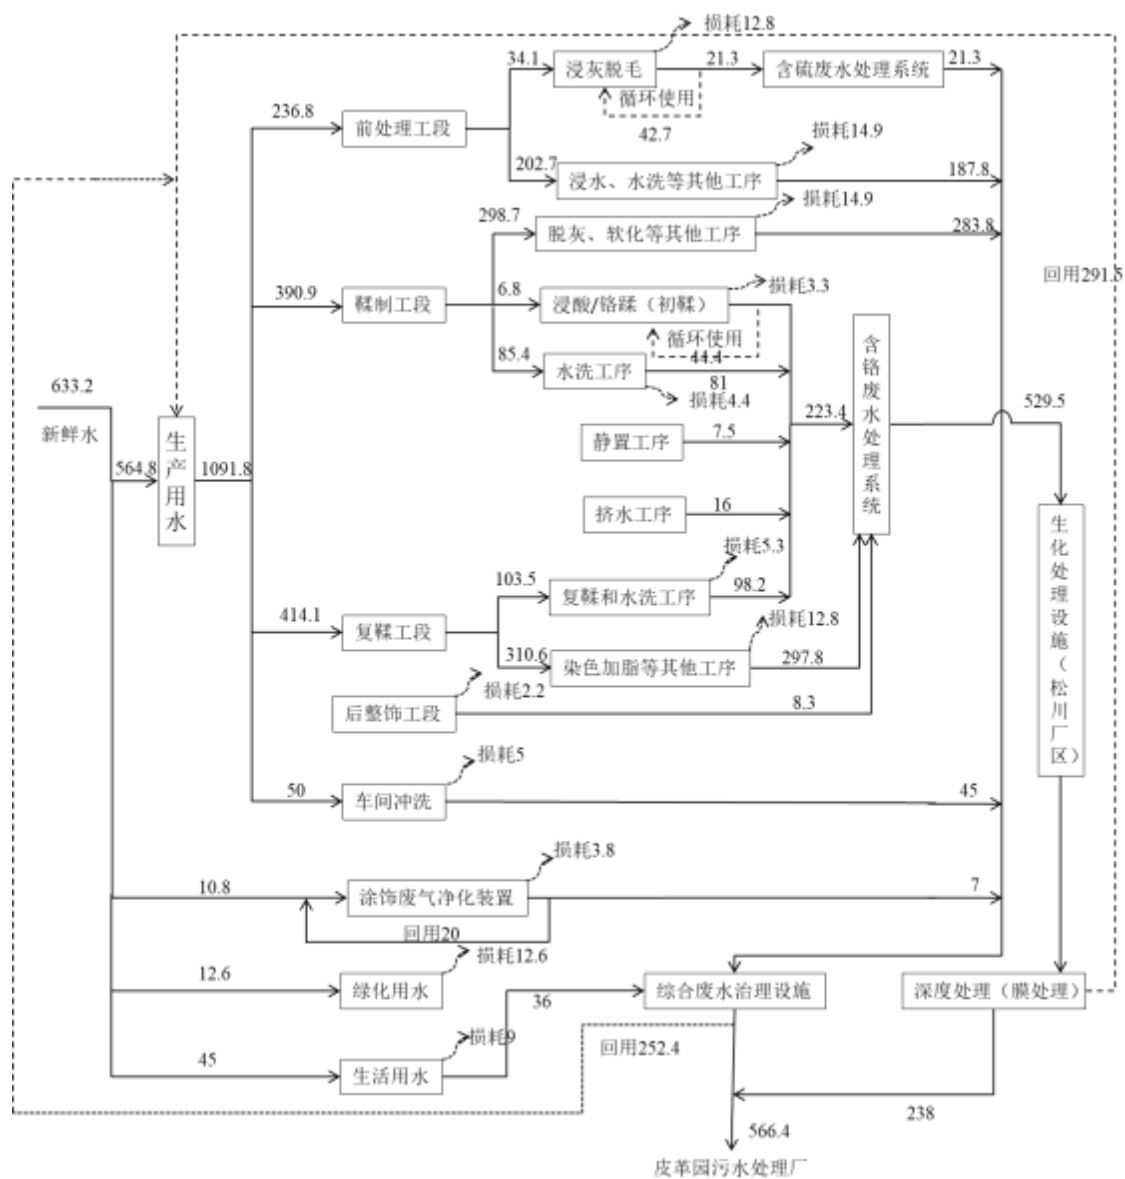 损耗12.8
34.1
浸灰脱毛
21.3
含硫废水处理系统
21.3
循环使用
236.8
前处理工段
42.7
损耗14.9
202.7
浸水、水洗等其他工序
187.8
损耗14.9
298.7
脱灰、软化等其他工序
283.8
回用291.5
390.9
鞣制工段
6.8
浸酸/铬蹂（初鞣）
损耗3.3
循环使用
44.4
85.4
水洗工序
81
损耗4.4
含铬废水处理系统
633.2
新鲜水
529.5
223.4
静置工序
7.5
564.8
生产用水
1091.8
挤水工序
16
生化处理设施（松川厂区）
损耗5.3
103.5
复鞣和水洗工序
98.2
414.1
复鞣工段
损耗12.8
310.6
染色加脂等其他工序
297.8
损耗2.2
后整饰工段
8.3
损耗5
50
车间冲洗
45
损耗3.8
10.8
涂饰废气净化装置
7
回用20
损耗12.6
12.6
绿化用水
36
综合废水治理设施
深度处理（膜处理）
损耗9
45
生活用水
回用252.4
238
566.4
皮革园污水处理厂